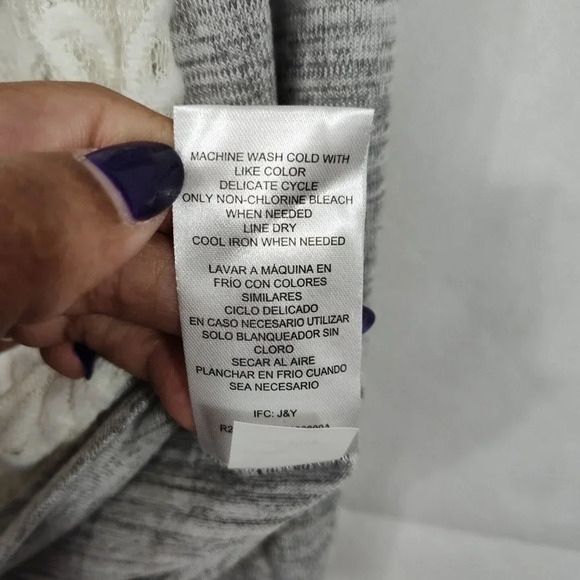 MACHINE WASH COLD WITH
LIKE COLOR
DELICATE CYCLE
ONLY NON-CHLORINE BLEACH
WHEN NEEDED
LINE DRY
COOL IRON WHEN NEEDED
LAVAR A MÁQUINA EN
FRÍO CON COLORES
SIMILARES
CICLO DELICADO
EN CASO NECESARIO UTILIZAR
SOLO BLANQUEADOR SIN
CLORO
SECAR AL AIRE
PLANCHAR EN FRIO CUANDO
SEA NECESARIO
IFC: J&Y